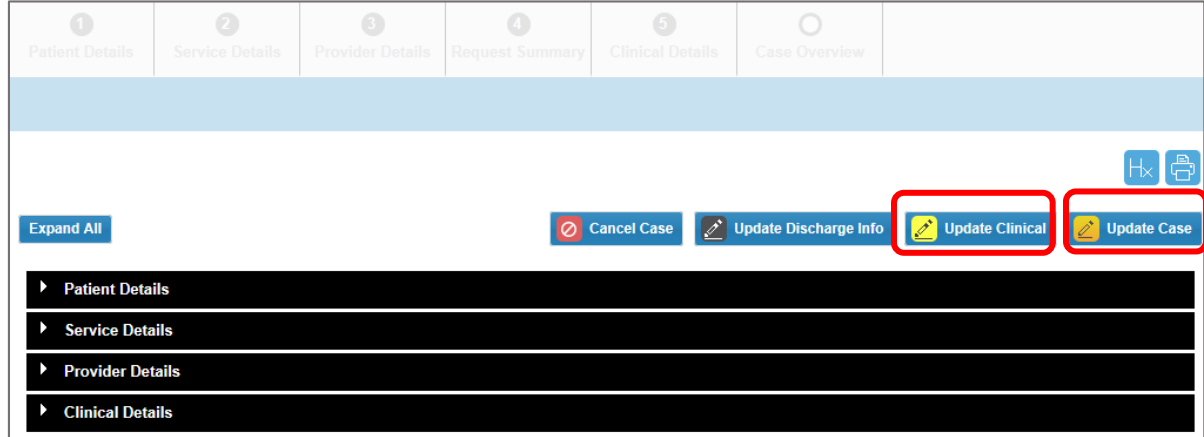 1 2 3 4 5
Patient Details Service Details Provider Details Request Summary Clinical Details Case Overview
Hx
Expand All Cancel Case Update Discharge Info Update Clinical Update Case
Patient Details
Service Details
Provider Details
Clinical Details